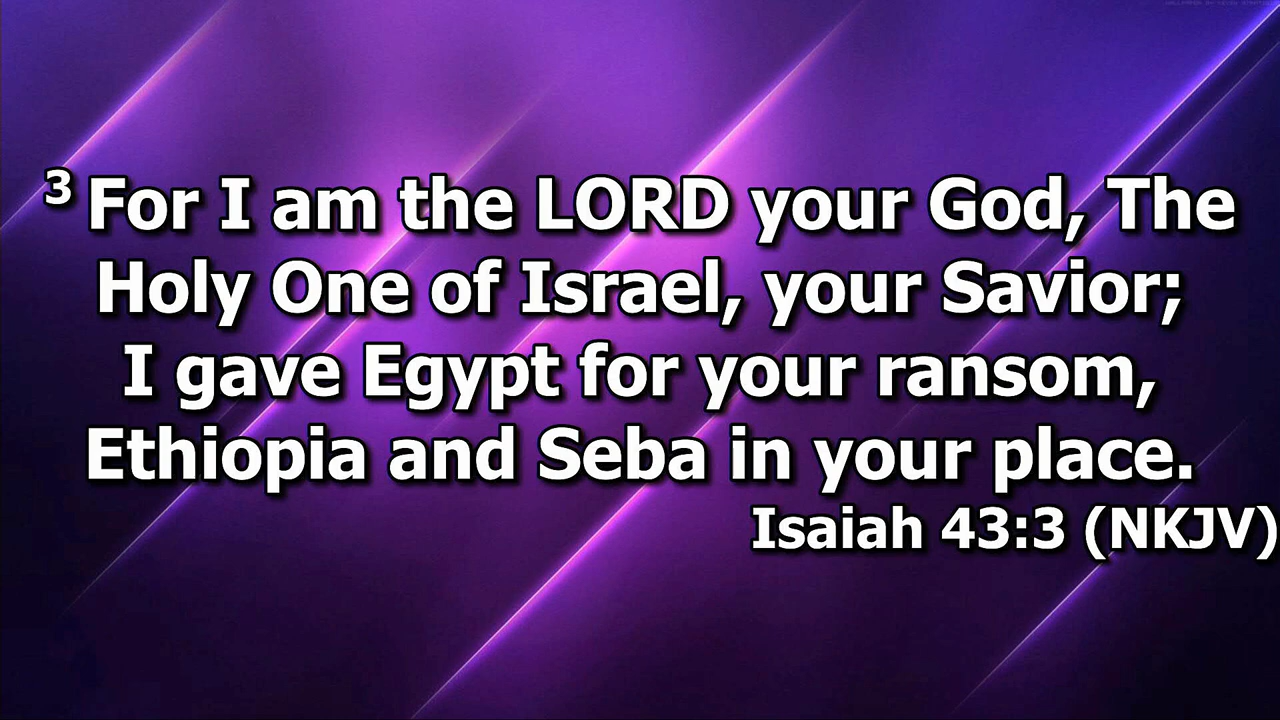 ³ For I am the LORD your God, The
Holy One of Israel, your Savior;
I gave Egypt for your ransom,
Ethiopia and Seba in your place.
Isaiah 43:3 (NKJV)